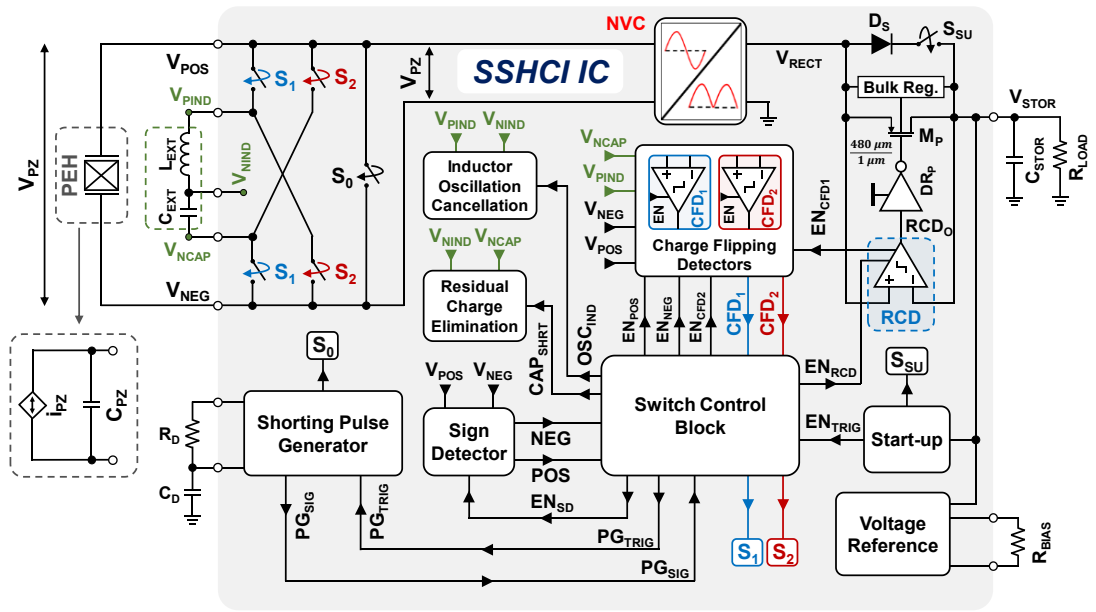 NVC
D_S
S_SU
V_POS
S_1
S_2
V_PZ
SSHCI IC
V_RECT
Bulk Reg.
V_STOR
V_PIND
V_PIND
V_NIND
M_P
480 μm
1 μm
V_PZ
PEH
L_EXT
V_NIND
C_EXT
S_0
Inductor
Oscillation
Cancellation
V_NCAP
V_PIND
V_NEG
V_POS
EN
CFD_1
EN
CFD_2
Charge Flipping
Detectors
EN_CFD1
DR_P
RCD_O
C_STOR
R_LOAD
V_NCAP
S_1
S_2
V_NIND
V_NCAP
V_NEG
Residual
Charge
Elimination
RCD
EN_POS
EN_NEG
EN_CFD2
CFD_1
CFD_2
OSC_IND
CAP_SHRT
S_0
V_POS
V_NEG
EN_RCD
S_SU
i_PZ
C_PZ
R_D
C_D
Shorting Pulse
Generator
Sign
Detector
NEG
POS
Switch Control
Block
EN_TRIG
Start-up
PG_SIG
PG_TRIG
EN_SD
PG_TRIG
PG_SIG
S_1
S_2
Voltage
Reference
R_BIAS